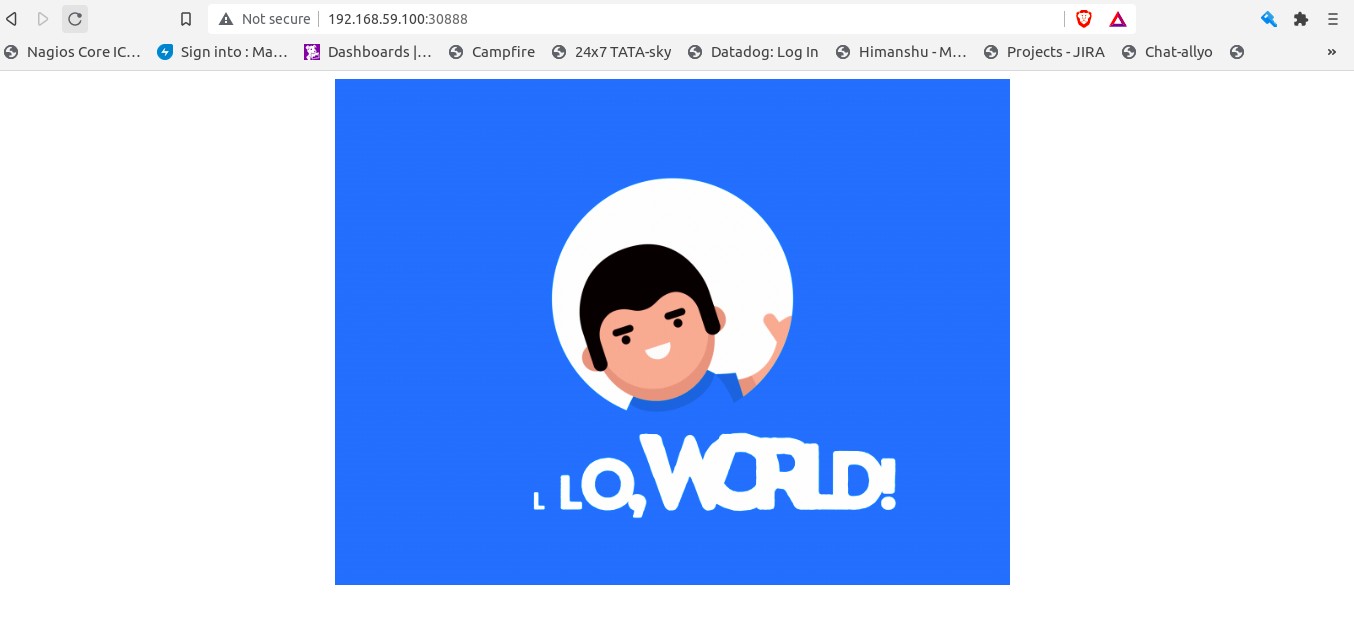 Not secure 192.168.59.100:30888
Nagios Core IC... Sign into : Ma... Dashboards |... Campfire 24x7 TATA-sky Datadog: Log In Himanshu - M... Projects - JIRA Chat-allyo »
L LO, WORLD!